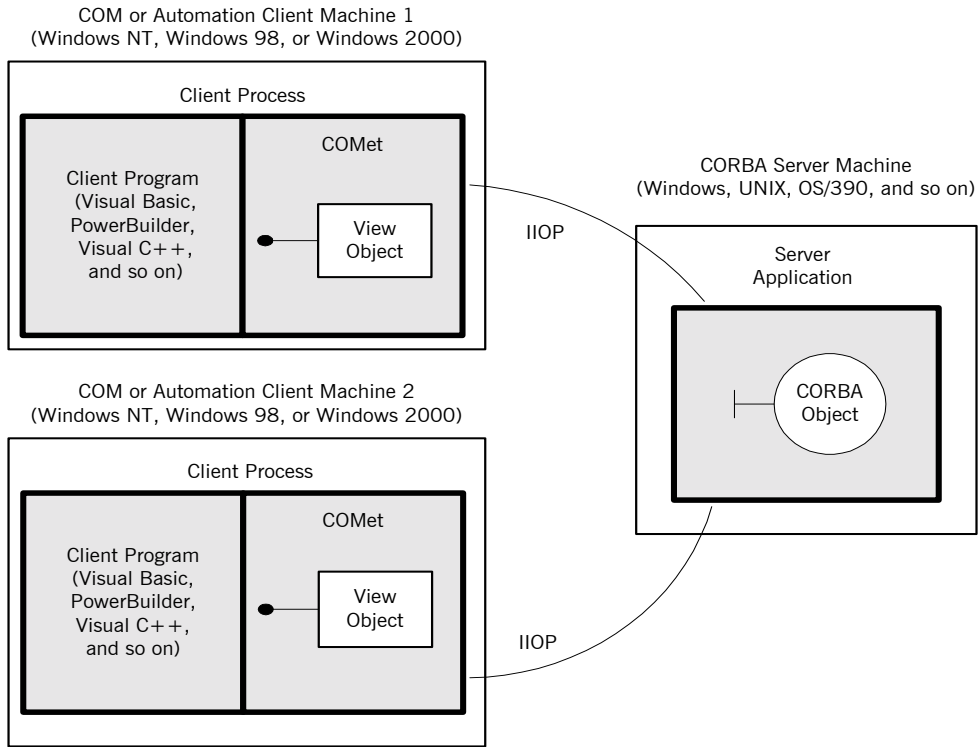 COM or Automation Client Machine 1
(Windows NT, Windows 98, or Windows 2000)
Client Process
Client Program
(Visual Basic,
PowerBuilder,
Visual C++,
and so on)
COMet
View
Object
IIOP
CORBA Server Machine
(Windows, UNIX, OS/390, and so on)
Server
Application
CORBA
Object
COM or Automation Client Machine 2
(Windows NT, Windows 98, or Windows 2000)
Client Process
Client Program
(Visual Basic,
PowerBuilder,
Visual C++,
and so on)
COMet
View
Object
IIOP